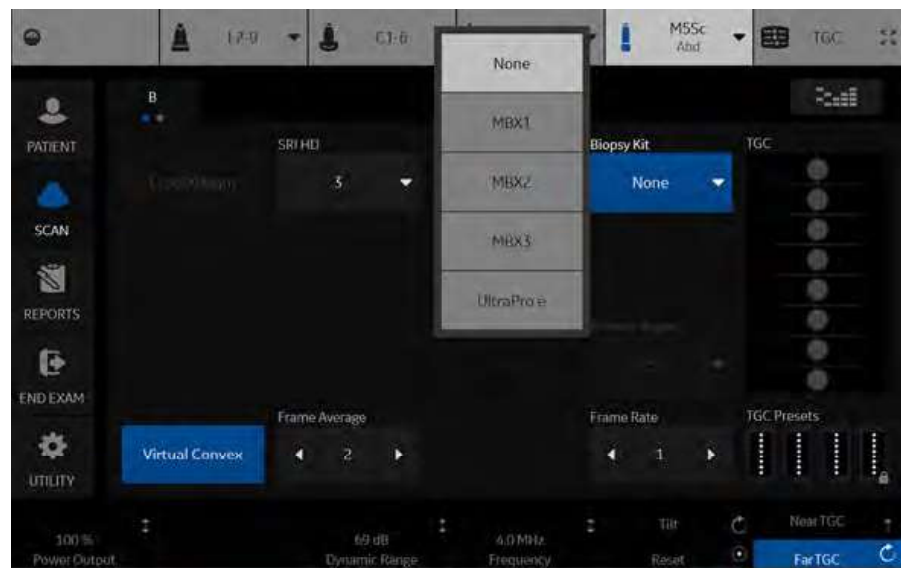 L2-9
C1-6
M5Sc
Abd
TGC
None
MBX1
MBX2
MBX3
UltraPro
B
PATIENT
SRI HD
3
Biopsy Kit
None
TGC
SCAN
REPORTS
END EXAM
Frame Average
2
Frame Rate
1
TGC Presets
Virtual Convex
UTILITY
100 %
Power Output
69 dB
Dynamic Range
4.0 MHz
Frequency
Tilt
Reset
Near TGC
Far TGC